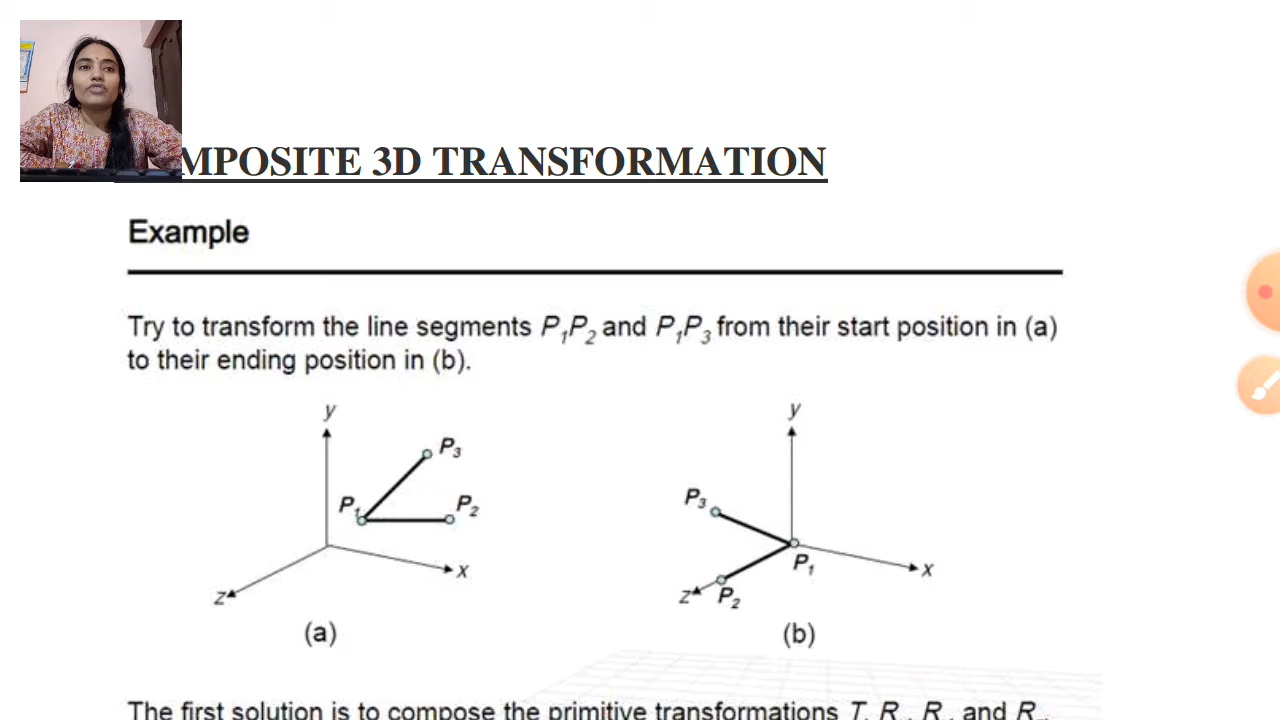 MPOSITE 3D TRANSFORMATION
Example
Try to transform the line segments P1P2 and P1P3 from their start position in (a)
to their ending position in (b).
y
P3
P1
P2
x
z
(a)
y
P3
P1
x
z
P2
(b)
The first solution is to compose the primitive transformations T, R